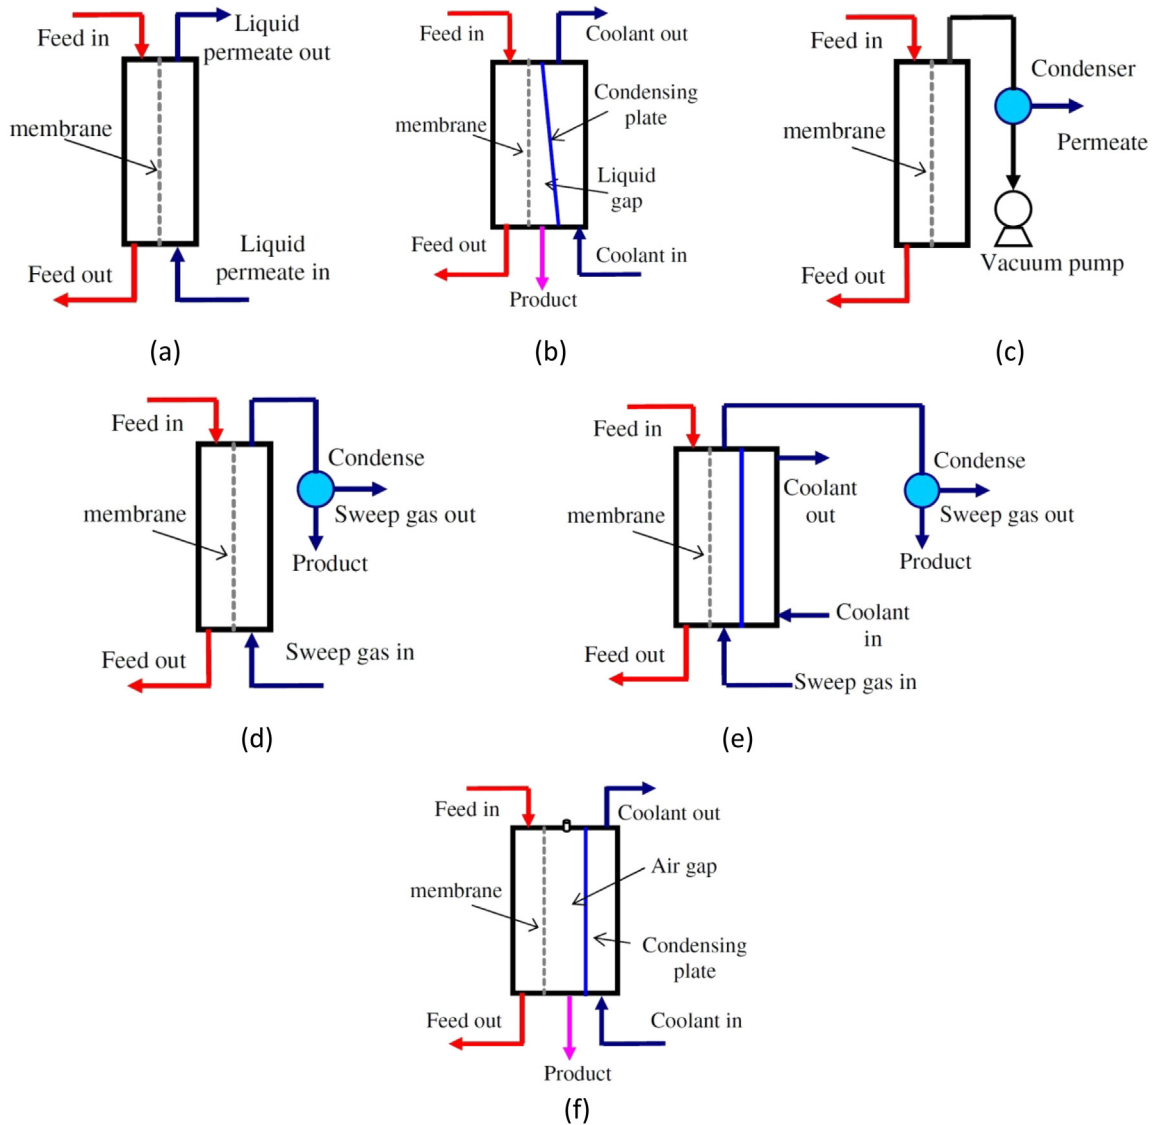 Feed in
Liquid
permeate out
membrane
Liquid
permeate in
Feed out
(a)
Feed in
Coolant out
Condensing
plate
membrane
Liquid
gap
Feed out
Coolant in
Product
(b)
Feed in
Condenser
membrane
Permeate
Vacuum pump
Feed out
(c)
Feed in
Condense
membrane
Sweep gas out
Product
Sweep gas in
Feed out
(d)
Feed in
Condense
Coolant
out
membrane
Sweep gas out
Product
Coolant
in
Feed out
Sweep gas in
(e)
Feed in
Coolant out
Air gap
membrane
Condensing
plate
Feed out
Coolant in
Product
(f)